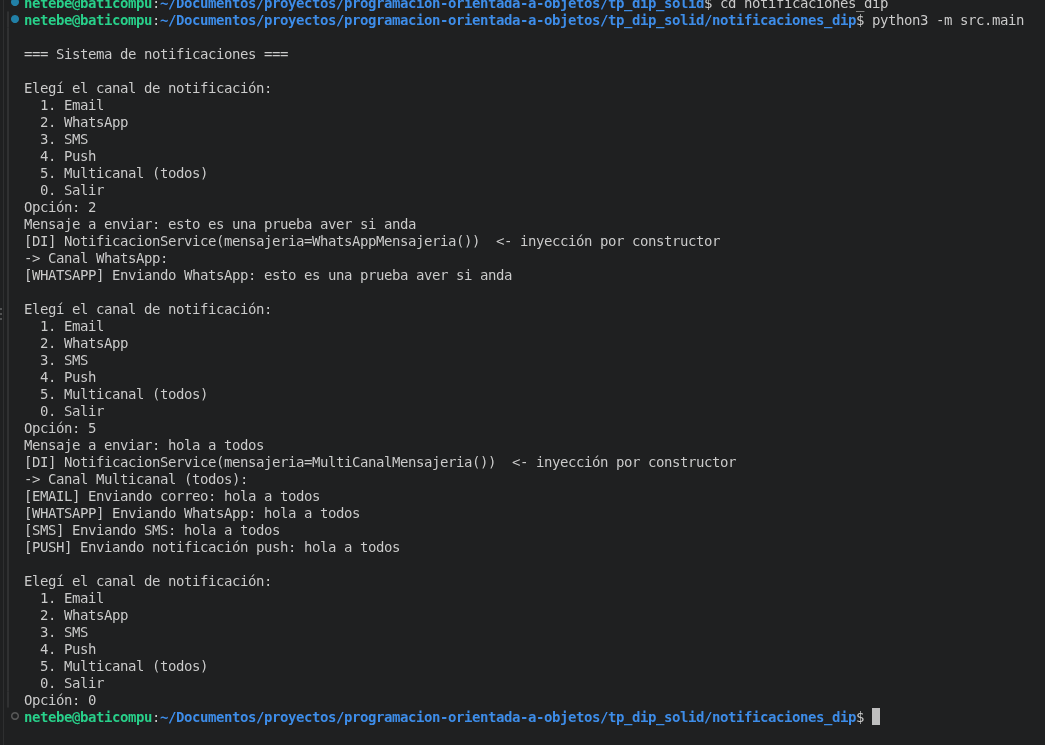 netebe@baticompu:~/Documentos/proyectos/programacion-orientada-a-objetos/tp_dip_solid$ cd notificaciones_dip
netebe@baticompu:~/Documentos/proyectos/programacion-orientada-a-objetos/tp_dip_solid/notificaciones_dip$ python3 -m src.main

=== Sistema de notificaciones ===

Elegí el canal de notificación:
  1. Email
  2. WhatsApp
  3. SMS
  4. Push
  5. Multicanal (todos)
  0. Salir
Opción: 2
Mensaje a enviar: esto es una prueba aver si anda
[DI] NotificacionService(mensajeria=WhatsAppMensajeria())  <- inyección por constructor
-> Canal WhatsApp:
[WHATSAPP] Enviando WhatsApp: esto es una prueba aver si anda

Elegí el canal de notificación:
  1. Email
  2. WhatsApp
  3. SMS
  4. Push
  5. Multicanal (todos)
  0. Salir
Opción: 5
Mensaje a enviar: hola a todos
[DI] NotificacionService(mensajeria=MultiCanalMensajeria())  <- inyección por constructor
-> Canal Multicanal (todos):
[EMAIL] Enviando correo: hola a todos
[WHATSAPP] Enviando WhatsApp: hola a todos
[SMS] Enviando SMS: hola a todos
[PUSH] Enviando notificación push: hola a todos

Elegí el canal de notificación:
  1. Email
  2. WhatsApp
  3. SMS
  4. Push
  5. Multicanal (todos)
  0. Salir
Opción: 0
netebe@baticompu:~/Documentos/proyectos/programacion-orientada-a-objetos/tp_dip_solid/notificaciones_dip$